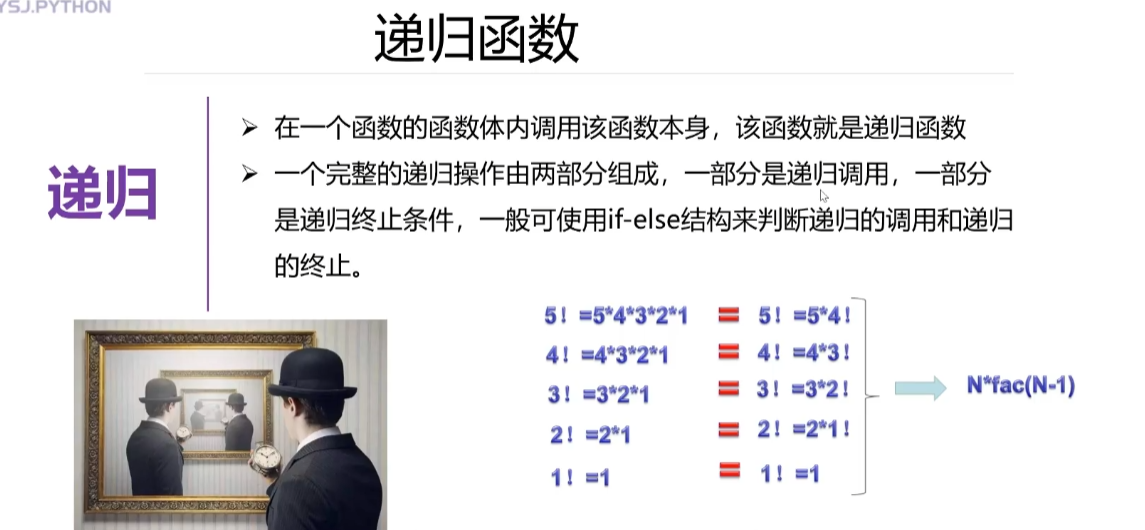 YSJ.PYTHON
递归函数
递归
➢ 在一个函数的函数体内调用该函数本身，该函数就是递归函数
➢ 一个完整的递归操作由两部分组成，一部分是递归调用，一部分
是递归终止条件，一般可使用if-else结构来判断递归的调用和递归
的终止。
5！=5*4*3*2*1 = 5！=5*4！
4！=4*3*2*1 = 4！=4*3！
3！=3*2*1 = 3！=3*2！
2！=2*1 = 2！=2*1！
1！=1 = 1！=1
N*fac(N-1)